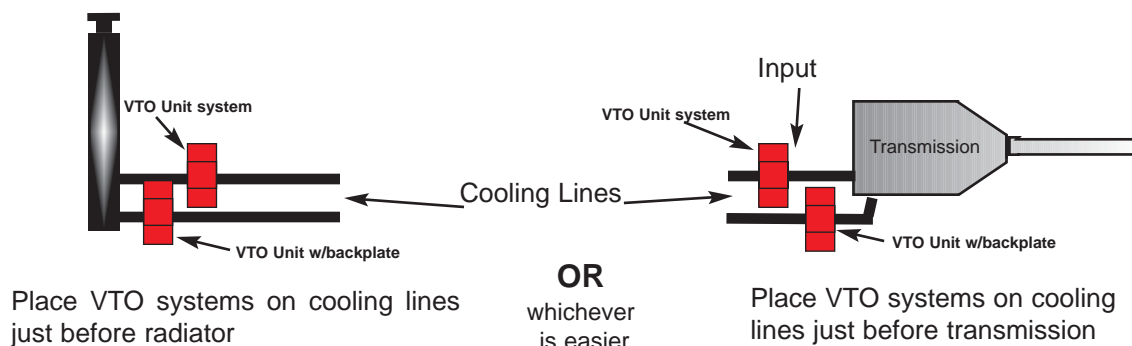 VTO Unit system
Cooling Lines
VTO Unit w/backplate
Place VTO systems on cooling lines
just before radiator
OR
whichever
is easier
Input
VTO Unit system
Transmission
VTO Unit w/backplate
Place VTO systems on cooling
lines just before transmission